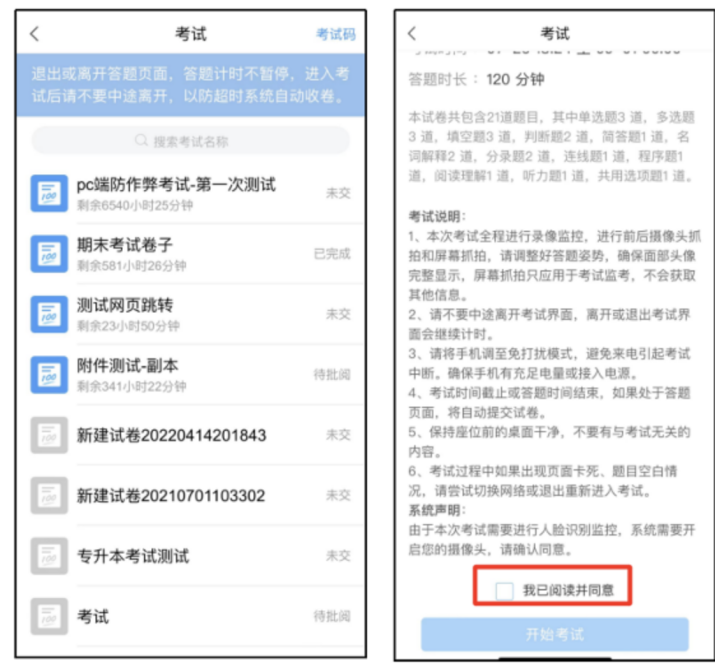 考试
考试码
退出或离开答题页面，答题计时不暂停，进入考
试后请不要中途离开，以防超时系统自动收卷。
搜索考试名称
pc端防作弊考试-第一次测试
剩余6540小时25分钟
未交
期末考试卷子
剩余581小时26分钟
已完成
测试网页跳转
剩余23小时50分钟
未交
附件测试-副本
剩余341小时22分钟
待批阅
新建试卷20220414201843
未交
新建试卷20210701103302
未交
专升本考试测试
未交
考试
待批阅
考试
答题时长：120 分钟
本试卷共包含21道题目，其中单选题3 道，多选题
3 道，填空题3 道，判断题2 道，简答题1 道，名
词解释2 道，分录题2 道，连线题1 道，程序题1
道，阅读理解1 道，听力题1 道，共用选项题1 道。
考试说明：
1、本次考试全程进行录像监控，进行前后摄像头抓
拍和屏幕抓拍，请调整好答题姿势，确保面部头像
完整显示，屏幕抓拍只应用于考试监考，不会获取
其他信息。
2、请不要中途离开考试界面，离开或退出考试界
面会继续计时。
3、请将手机调至免打扰模式，避免来电引起考试
中断。确保手机有充足电量或接入电源。
4、考试时间截止或答题时间结束，如果处于答题
页面，将自动提交试卷。
5、保持座位前的桌面干净，不要有与考试无关的
内容。
6、考试过程中如果出现页面卡死、题目空白情
况，请尝试切换网络或退出重新进入考试。
系统声明：
由于本次考试需要进行人脸识别监控，系统需要开
启您的摄像头，请确认同意。
我已阅读并同意
开始考试